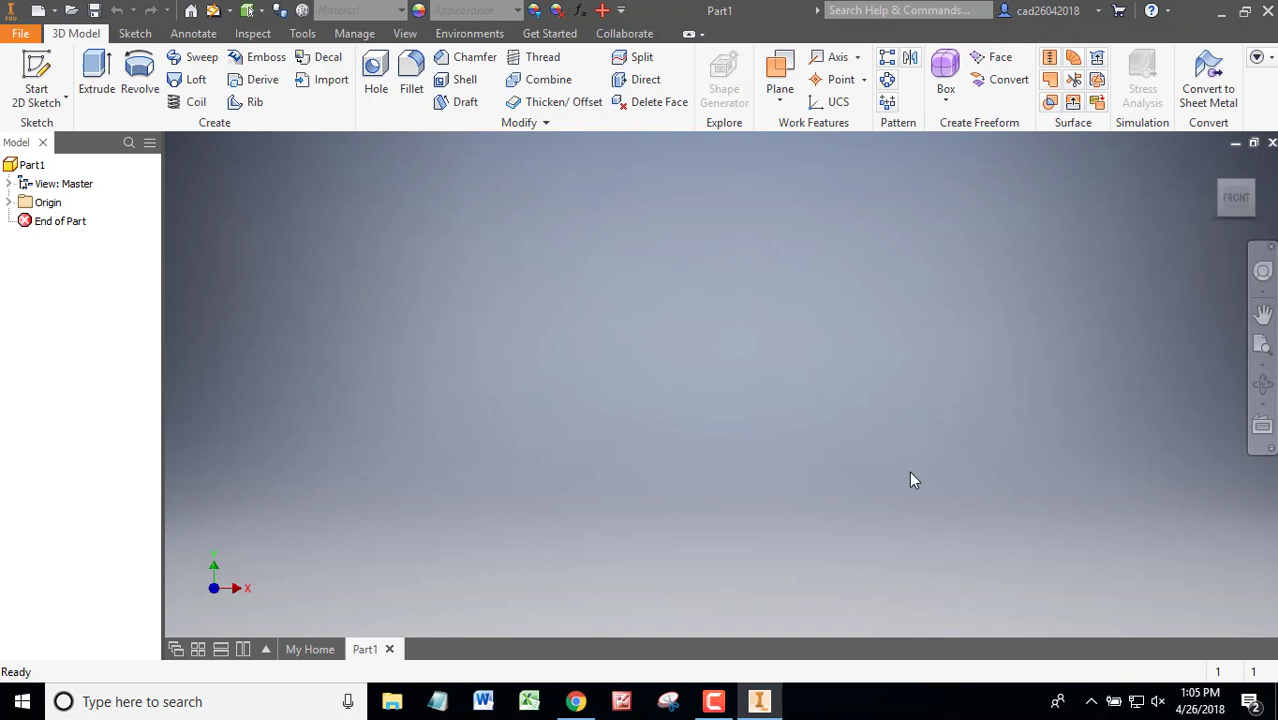 PRO Material Appearance fx Part1 Search Help & Commands... cad26042018 ?
File 3D Model Sketch Annotate Inspect Tools Manage View Environments Get Started Collaborate
Start 2D Sketch Extrude Revolve Sweep Emboss Decal Hole Fillet Chamfer Thread Split Shape Generator Plane Axis Box Face Stress Analysis Convert to Sheet Metal
Loft Derive Import Shell Combine Direct Point Convert
Coil Rib Draft Thicken/ Offset Delete Face UCS
Sketch Create Modify Explore Work Features Pattern Create Freeform Surface Simulation Convert
Model
Part1
View: Master
Origin
End of Part
FRONT
Y
X
My Home Part1
Ready 1 1
Type here to search 1:05 PM
4/26/2018 2